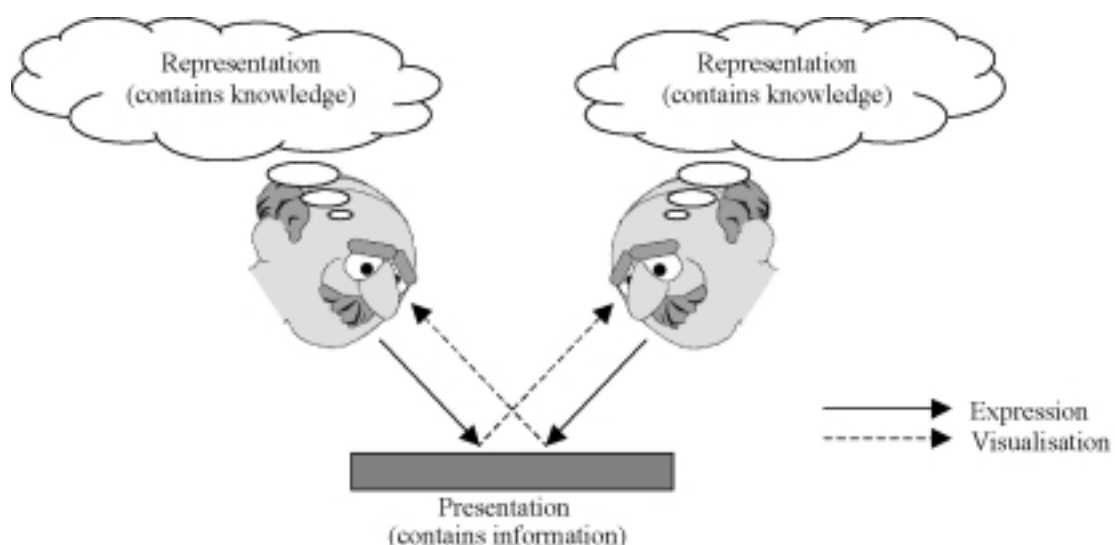 Representation
(contains knowledge)
Representation
(contains knowledge)
Expression
Visualisation
Presentation
(contains information)